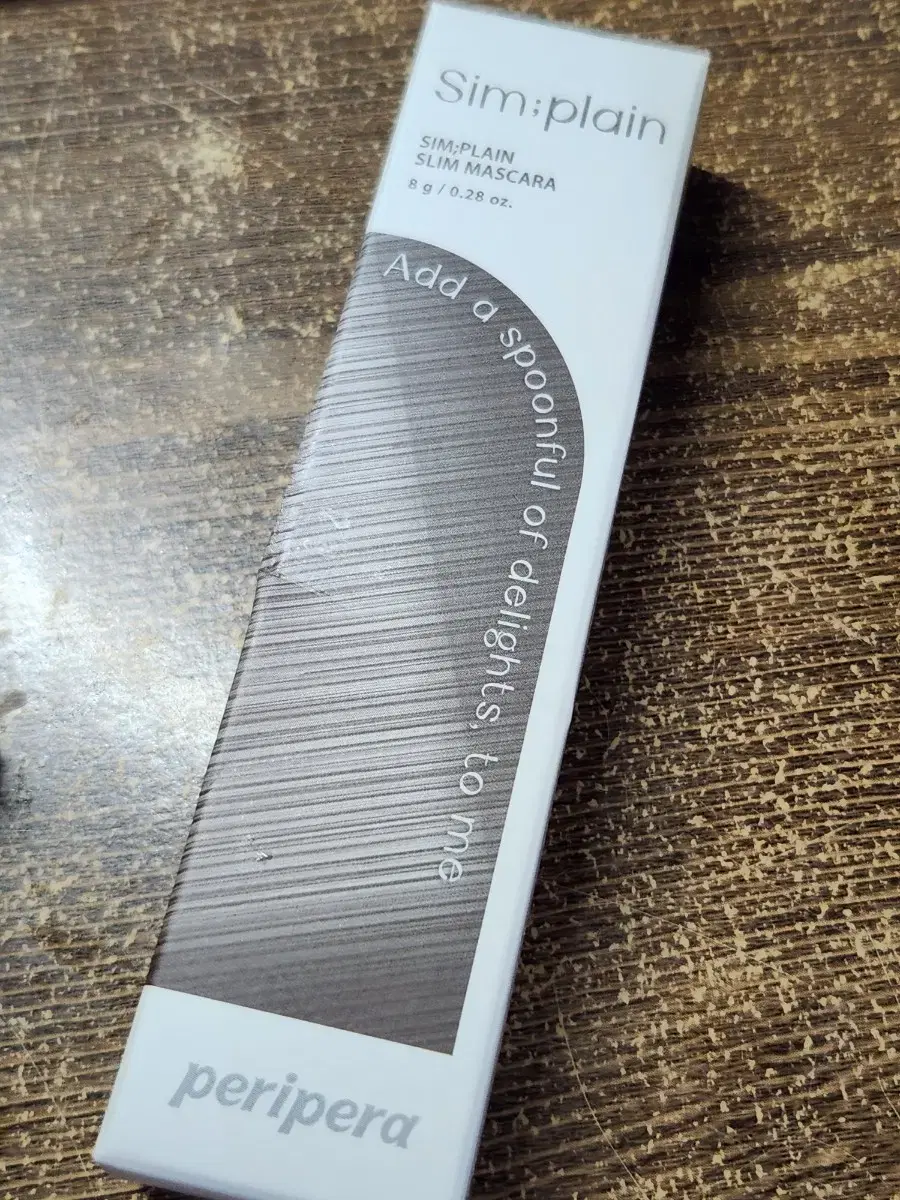 Sim;plain
SIM;PLAIN
SLIM MASCARA
8 g / 0.28 oz.
Add a spoonful of delights, to me
peripera